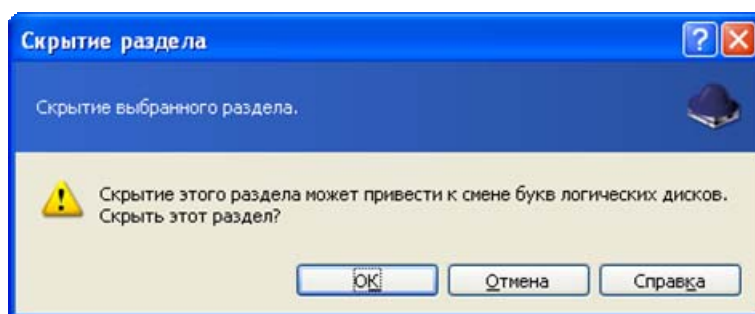 Скрытие раздела
Скрытие выбранного раздела.
Скрытие этого раздела может привести к смене букв логических дисков.
Скрыть этот раздел?
ОК Отмена Справка